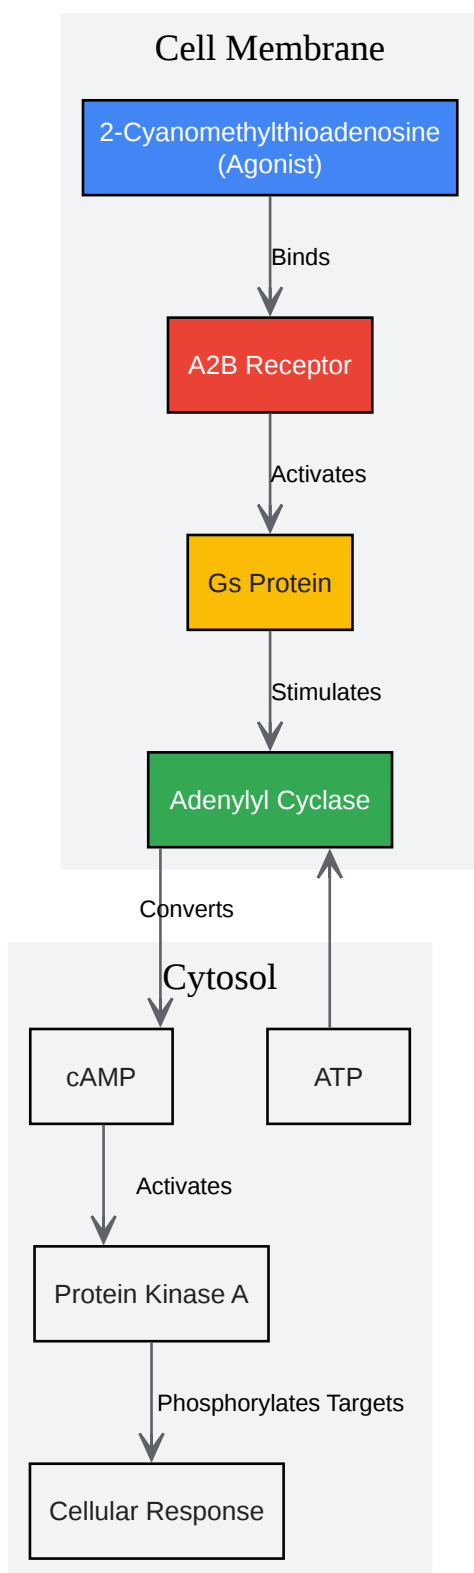 Cell Membrane
2-Cyanomethylthioadenosine
(Agonist)
Binds
A2B Receptor
Activates
Gs Protein
Stimulates
Adenylyl Cyclase
Converts
Cytosol
cAMP
ATP
Activates
Protein Kinase A
Phosphorylates Targets
Cellular Response